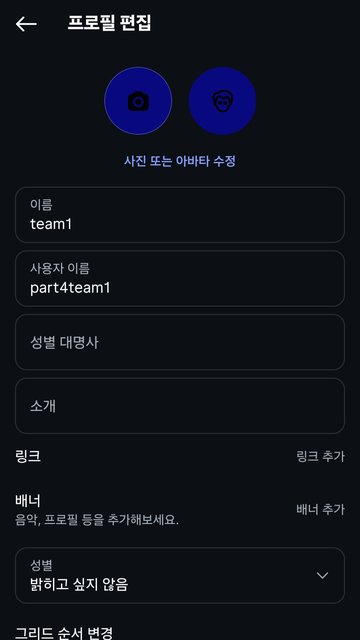 프로필 편집
사진 또는 아바타 수정
이름
team1
사용자 이름
part4team1
성별 대명사
소개
링크
링크 추가
배너
음악, 프로필 등을 추가해보세요.
배너 추가
성별
밝히고 싶지 않음
그리드 순서 변경